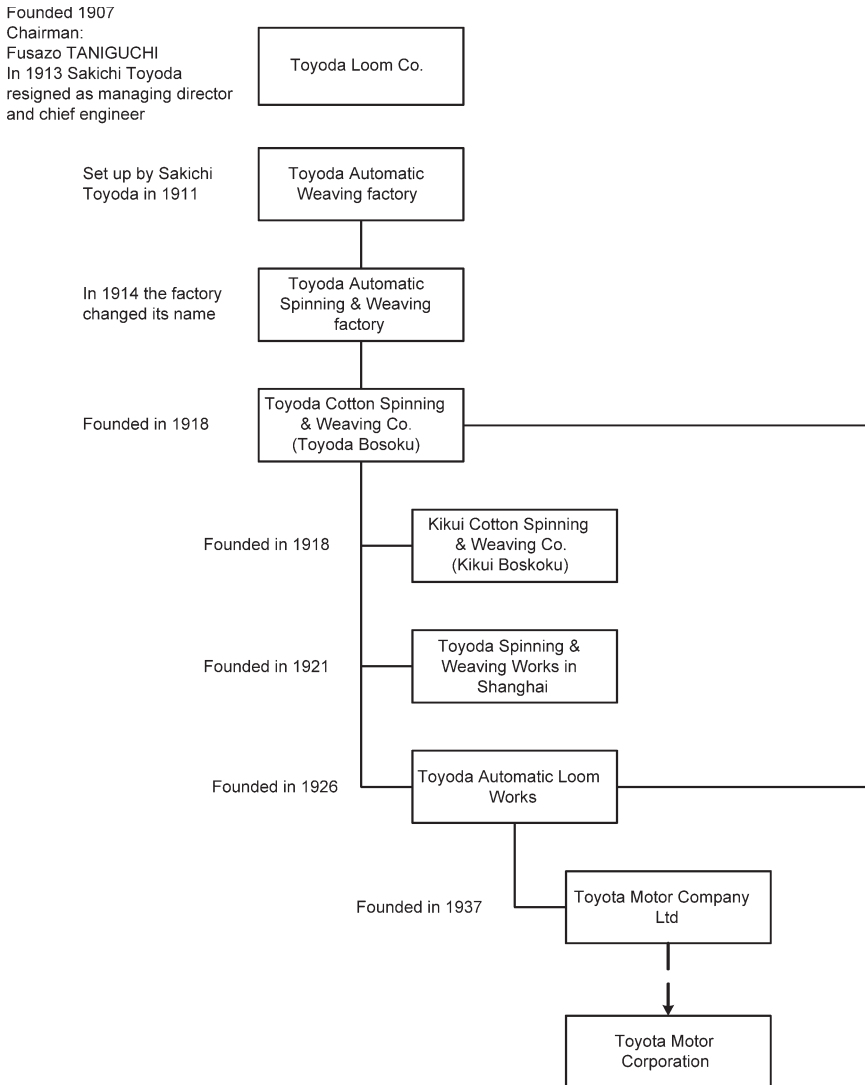 Founded 1907
Chairman:
Fusazo TANIGUCHI
In 1913 Sakichi Toyoda
resigned as managing director
and chief engineer
Toyoda Loom Co.
Set up by Sakichi
Toyoda in 1911
Toyoda Automatic
Weaving factory
In 1914 the factory
changed its name
Toyoda Automatic
Spinning & Weaving
factory
Founded in 1918
Toyoda Cotton Spinning
& Weaving Co.
(Toyoda Bosoku)
Founded in 1918
Kikui Cotton Spinning
& Weaving Co.
(Kikui Boskoku)
Founded in 1921
Toyoda Spinning &
Weaving Works in
Shanghai
Founded in 1926
Toyoda Automatic Loom
Works
Founded in 1937
Toyota Motor Company
Ltd
Toyota Motor
Corporation